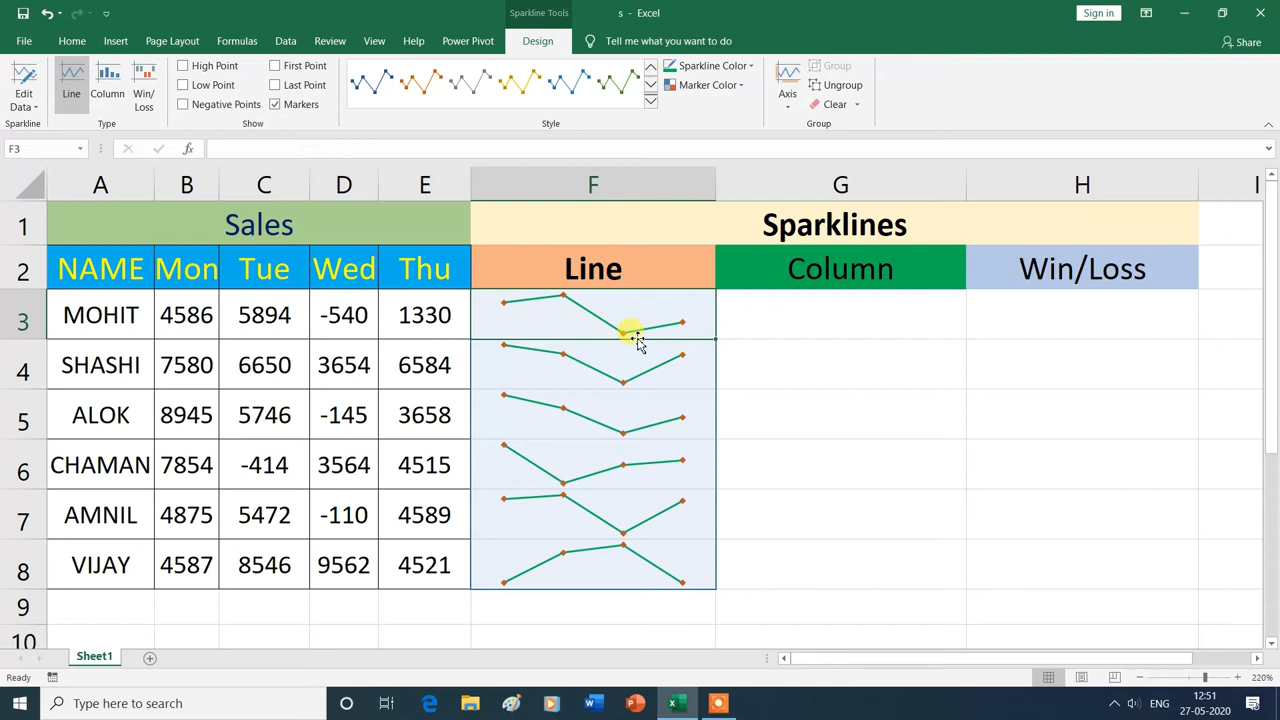 Sparkline Tools
s - Excel
Sign in
File Home Insert Page Layout Formulas Data Review View Help Power Pivot Design Tell me what you want to do Share
Edit Data
Line
Column
Win/Loss
High Point
Low Point
Negative Points
First Point
Last Point
Markers
Sparkline Color
Marker Color
Axis
Group
Ungroup
Clear
Sparkline Type Show Style Group
F3 fx
A B C D E F G H I
1 Sales Sparklines
2 NAME Mon Tue Wed Thu Line Column Win/Loss
3 MOHIT 4586 5894 -540 1330
4 SHASHI 7580 6650 3654 6584
5 ALOK 8945 5746 -145 3658
6 CHAMAN 7854 -414 3564 4515
7 AMNIL 4875 5472 -110 4589
8 VIJAY 4587 8546 9562 4521
9
10
Sheet1
Ready 220%
Type here to search
ENG
12:51
27-05-2020